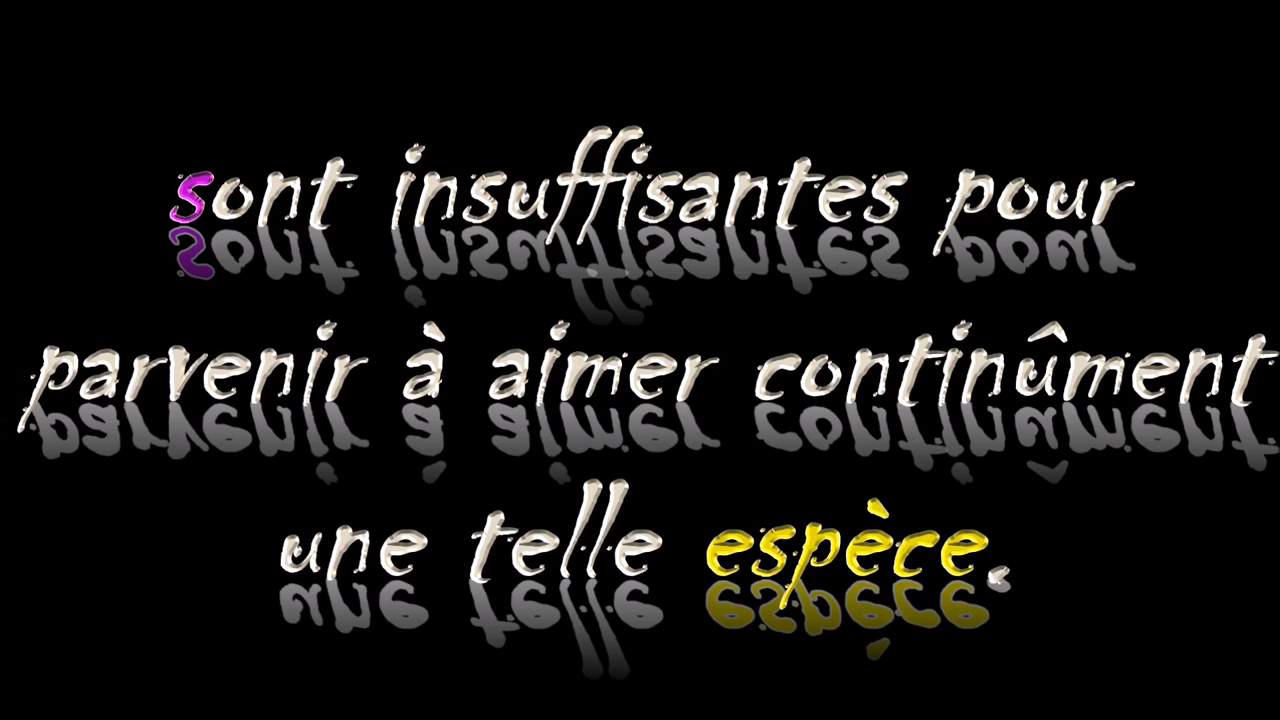 sont insuffisantes pour
parvenir à aimer continûment
une telle espèce.